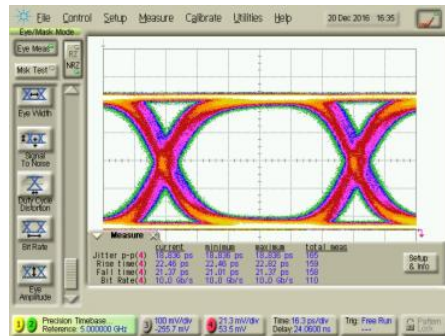 File Control Setup Measure Calibrate Utilities Help 20 Dec 2016 16:35
Eye/Mask Mode
Eye Meas
RZ
NRZ
Msk Test
Eye Width
Signal To Noise
Duty Cycle Distortion
Bit Rate
Eye Amplitude
Measure
current minimum maximum total meas
Jitter p-p(4) 18.836 ps 18.836 ps 18.836 ps 165
Rise time(4) 22.46 ps 22.46 ps 22.82 ps 159
Fall time(4) 21.37 ps 21.01 ps 21.37 ps 158
Bit Rate(4) 10.0 Gb/s 10.0 Gb/s 10.0 Gb/s 110
Setup & Info
Precision Timebase
Reference: 5.000000 GHz
3) 100 mV/div
-255.7 mV
4) 21.3 mV/div
53.5 mV
Time: 16.3 ps/div
Delay: 24.0600 ns
Trig: Free Run
Pattern Lock